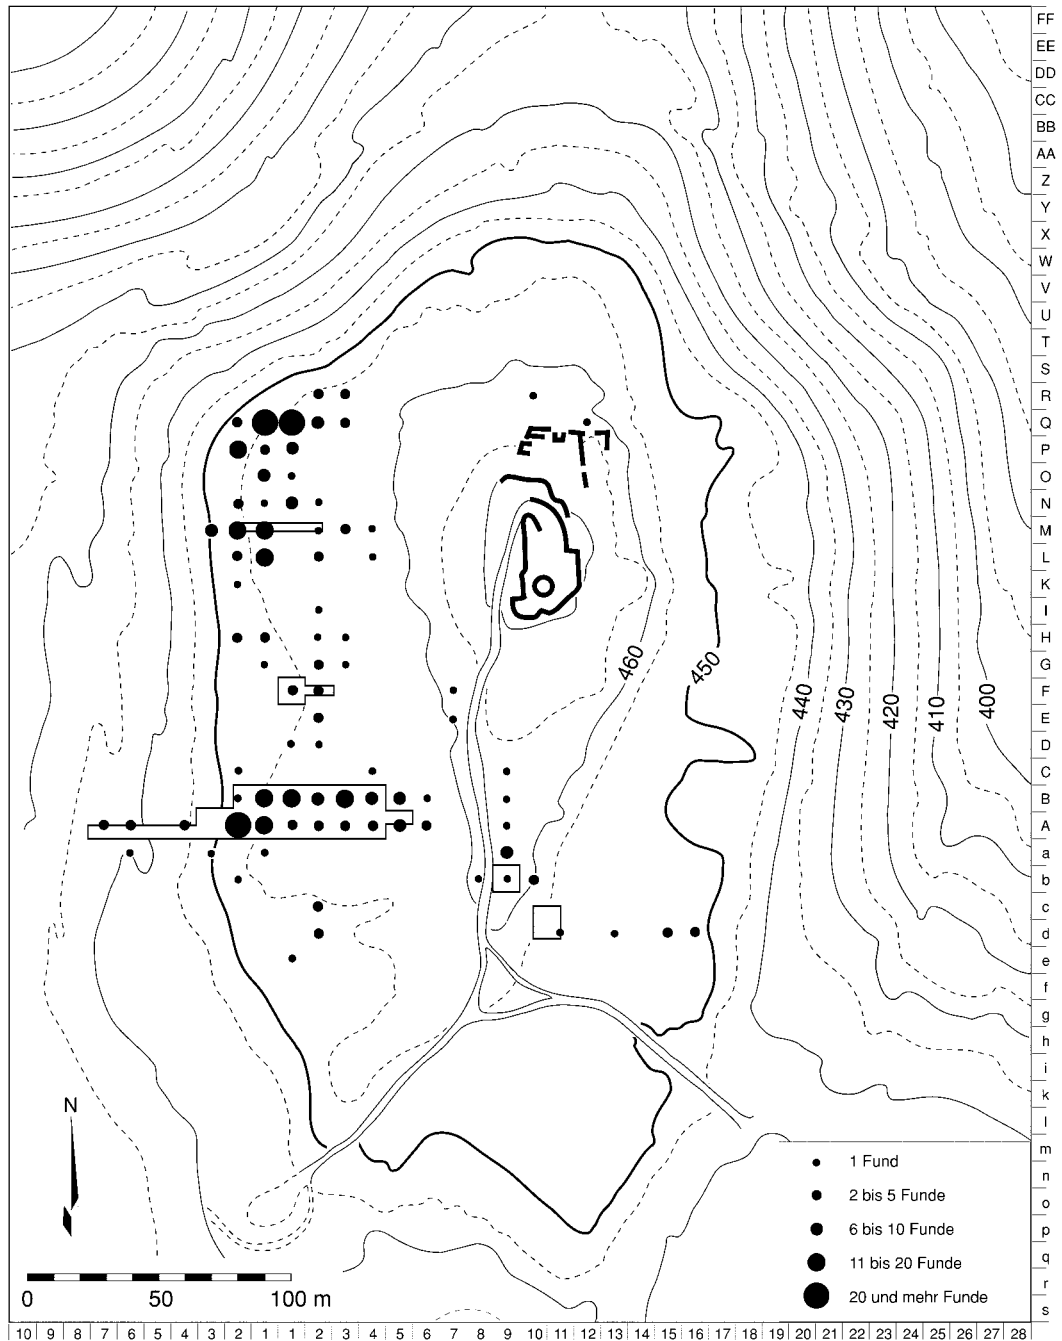 FF
EE
DD
CC
BB
AA
Z
Y
X
W
V
U
T
S
R
Q
P
O
N
M
L
K
I
H
G
F
E
D
C
B
A
a
b
c
d
e
f
g
h
i
k
l
m
n
o
p
q
r
s
460
450
440
430
420
410
400
N
0 50 100 m
1 Fund
2 bis 5 Funde
6 bis 10 Funde
11 bis 20 Funde
20 und mehr Funde
10 9 8 7 6 5 4 3 2 1 1 2 3 4 5 6 7 8 9 10 11 12 13 14 15 16 17 18 19 20 21 22 23 24 25 26 27 28